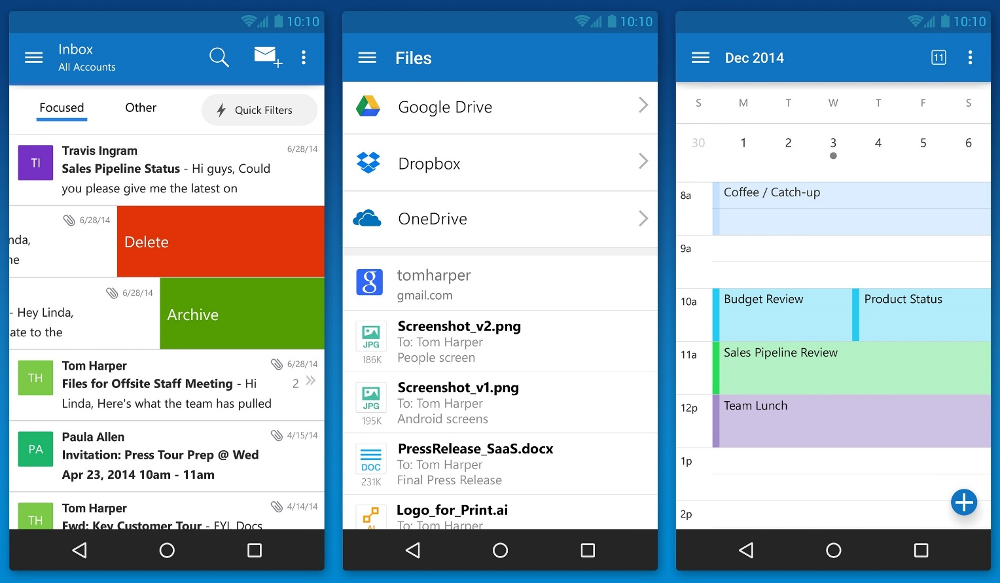 10:10
Inbox
All Accounts
Focused
Other
Quick Filters
TI
Travis Ingram
6/28/14
Sales Pipeline Status - Hi guys, Could
you please give me the latest on
6/28/14
nda,
ne
Delete
6/28/14
- Hey Linda,
ate to the
Archive
TH
Tom Harper
6/28/14
Files for Offsite Staff Meeting - Hi
2
Linda, Here's what the team has pulled
PA
Paula Allen
4/15/14
Invitation: Press Tour Prep @ Wed
Apr 23, 2014 10am - 11am
TH
Tom Harper
4/14/14
Fwd: Key Customer Tour - FYI, Docs
10:10
Files
Google Drive
Dropbox
OneDrive
g
tomharper
gmail.com
JPG
186K
Screenshot_v2.png
To: Tom Harper
People screen
JPG
195K
Screenshot_v1.png
To: Tom Harper
Android screens
DOC
231K
PressRelease_SaaS.docx
To: Tom Harper
Final Press Release
AI
Logo_for_Print.ai
To: Tom Harper
10:10
Dec 2014
11
S M T W T F S
30 1 2 3 4 5 6
8a
Coffee / Catch-up
9a
10a
Budget Review
Product Status
11a
Sales Pipeline Review
12p
Team Lunch
1p
2p